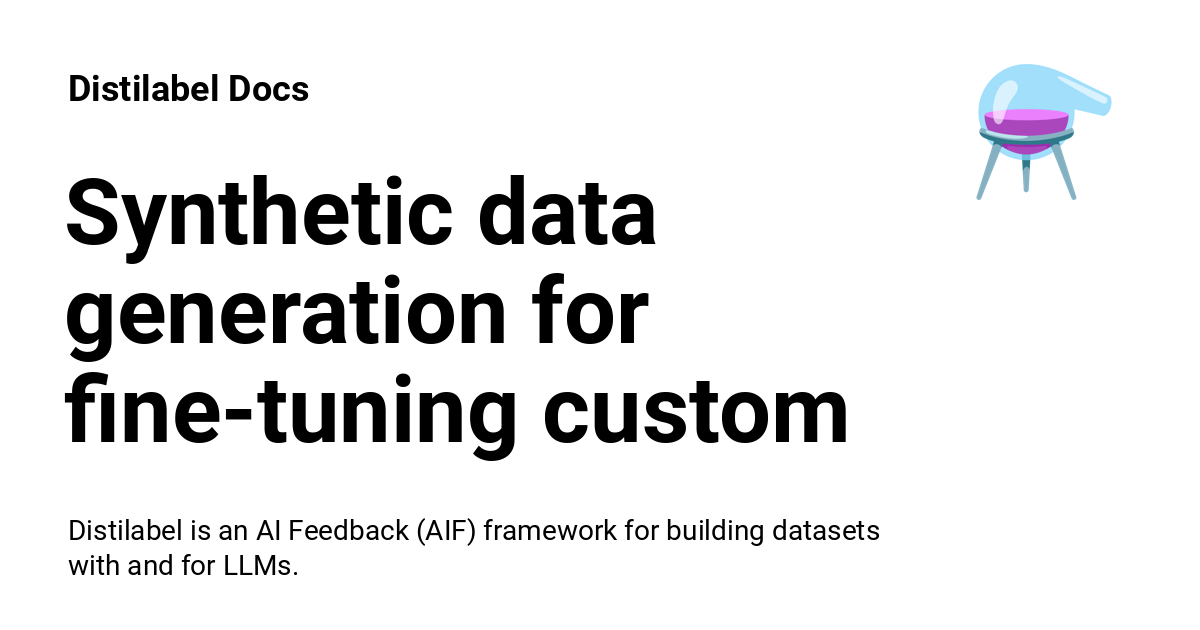 Distilabel Docs
Synthetic data
generation for
fine-tuning custom
Distilabel is an AI Feedback (AIF) framework for building datasets
with and for LLMs.